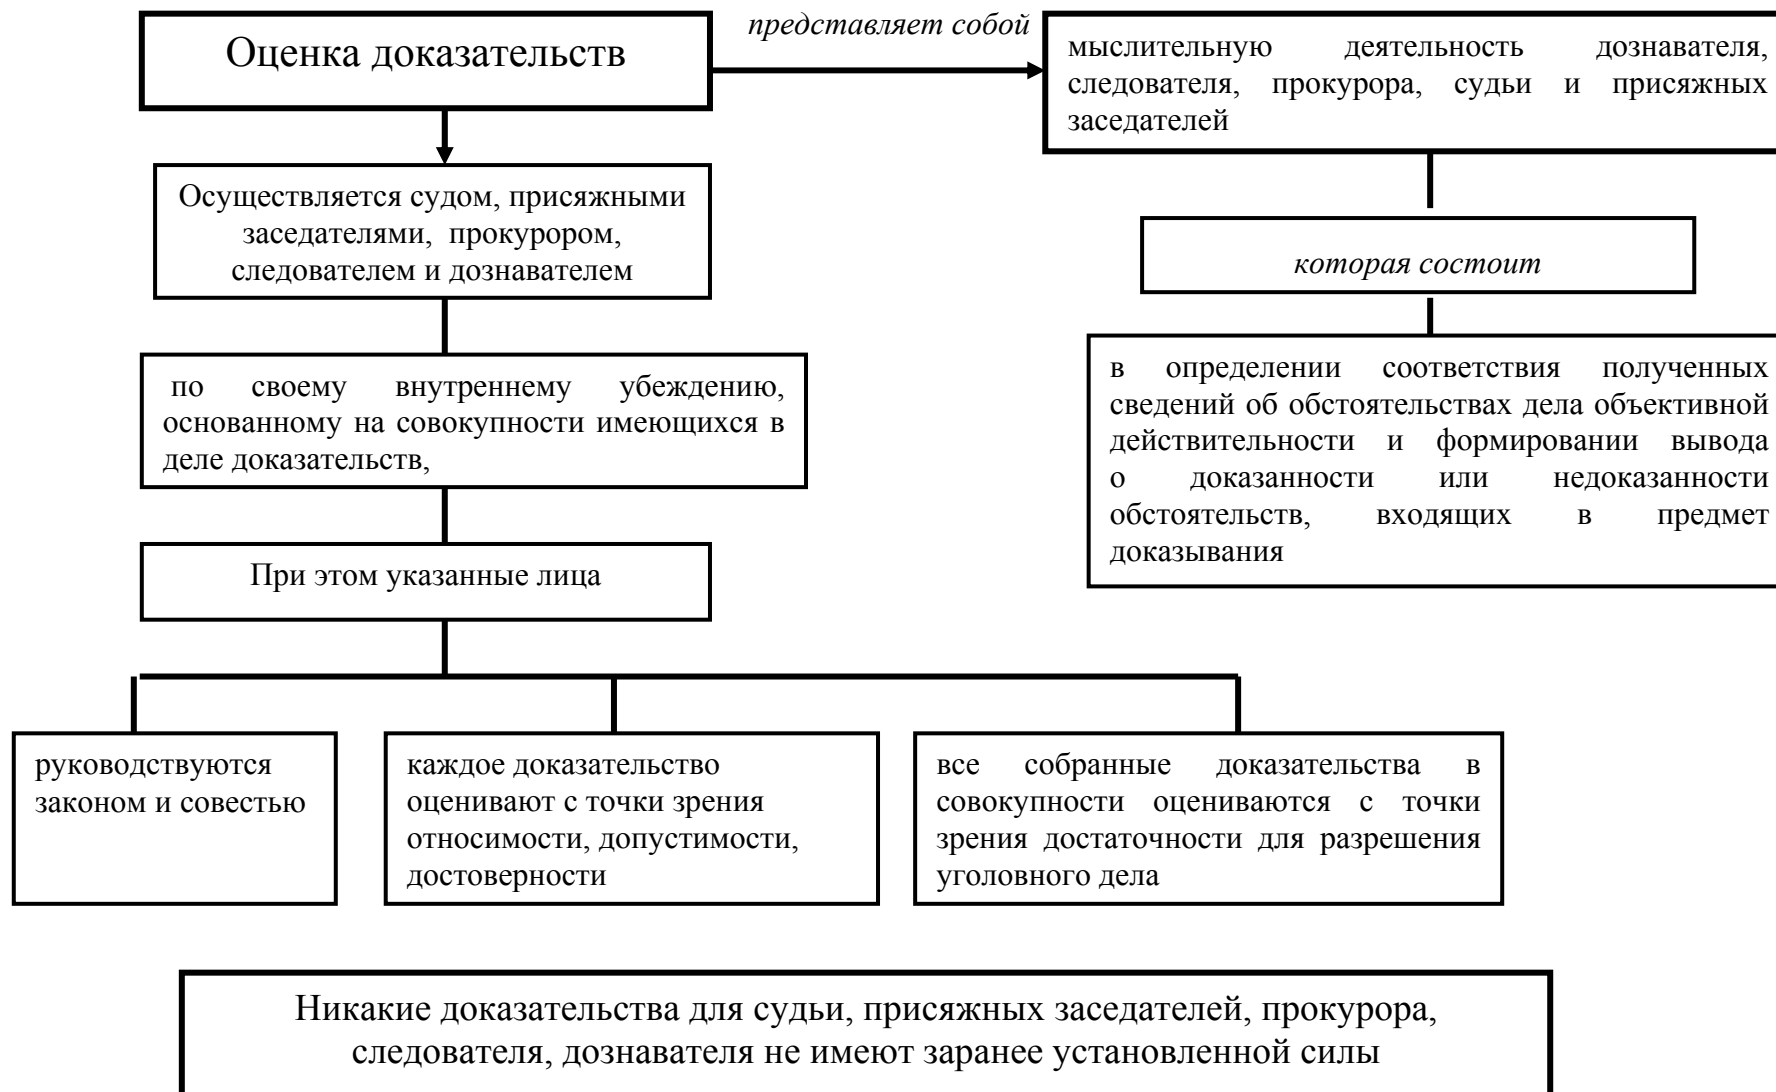 Оценка доказательств
представляет собой
мыслительную деятельность дознавателя,
следователя, прокурора, судьи и присяжных
заседателей
Осуществляется судом, присяжными
заседателями, прокурором,
следователем и дознавателем
которая состоит
по своему внутреннему убеждению,
основанному на совокупности имеющихся в
деле доказательств,
в определении соответствия полученных
сведений об обстоятельствах дела объективной
действительности и формировании вывода
о доказанности или недоказанности
обстоятельств, входящих в предмет
доказывания
При этом указанные лица
руководствуются
законом и совестью
каждое доказательство
оценивают с точки зрения
относимости, допустимости,
достоверности
все собранные доказательства в
совокупности оцениваются с точки
зрения достаточности для разрешения
уголовного дела
Никакие доказательства для судьи, присяжных заседателей, прокурора,
следователя, дознавателя не имеют заранее установленной силы